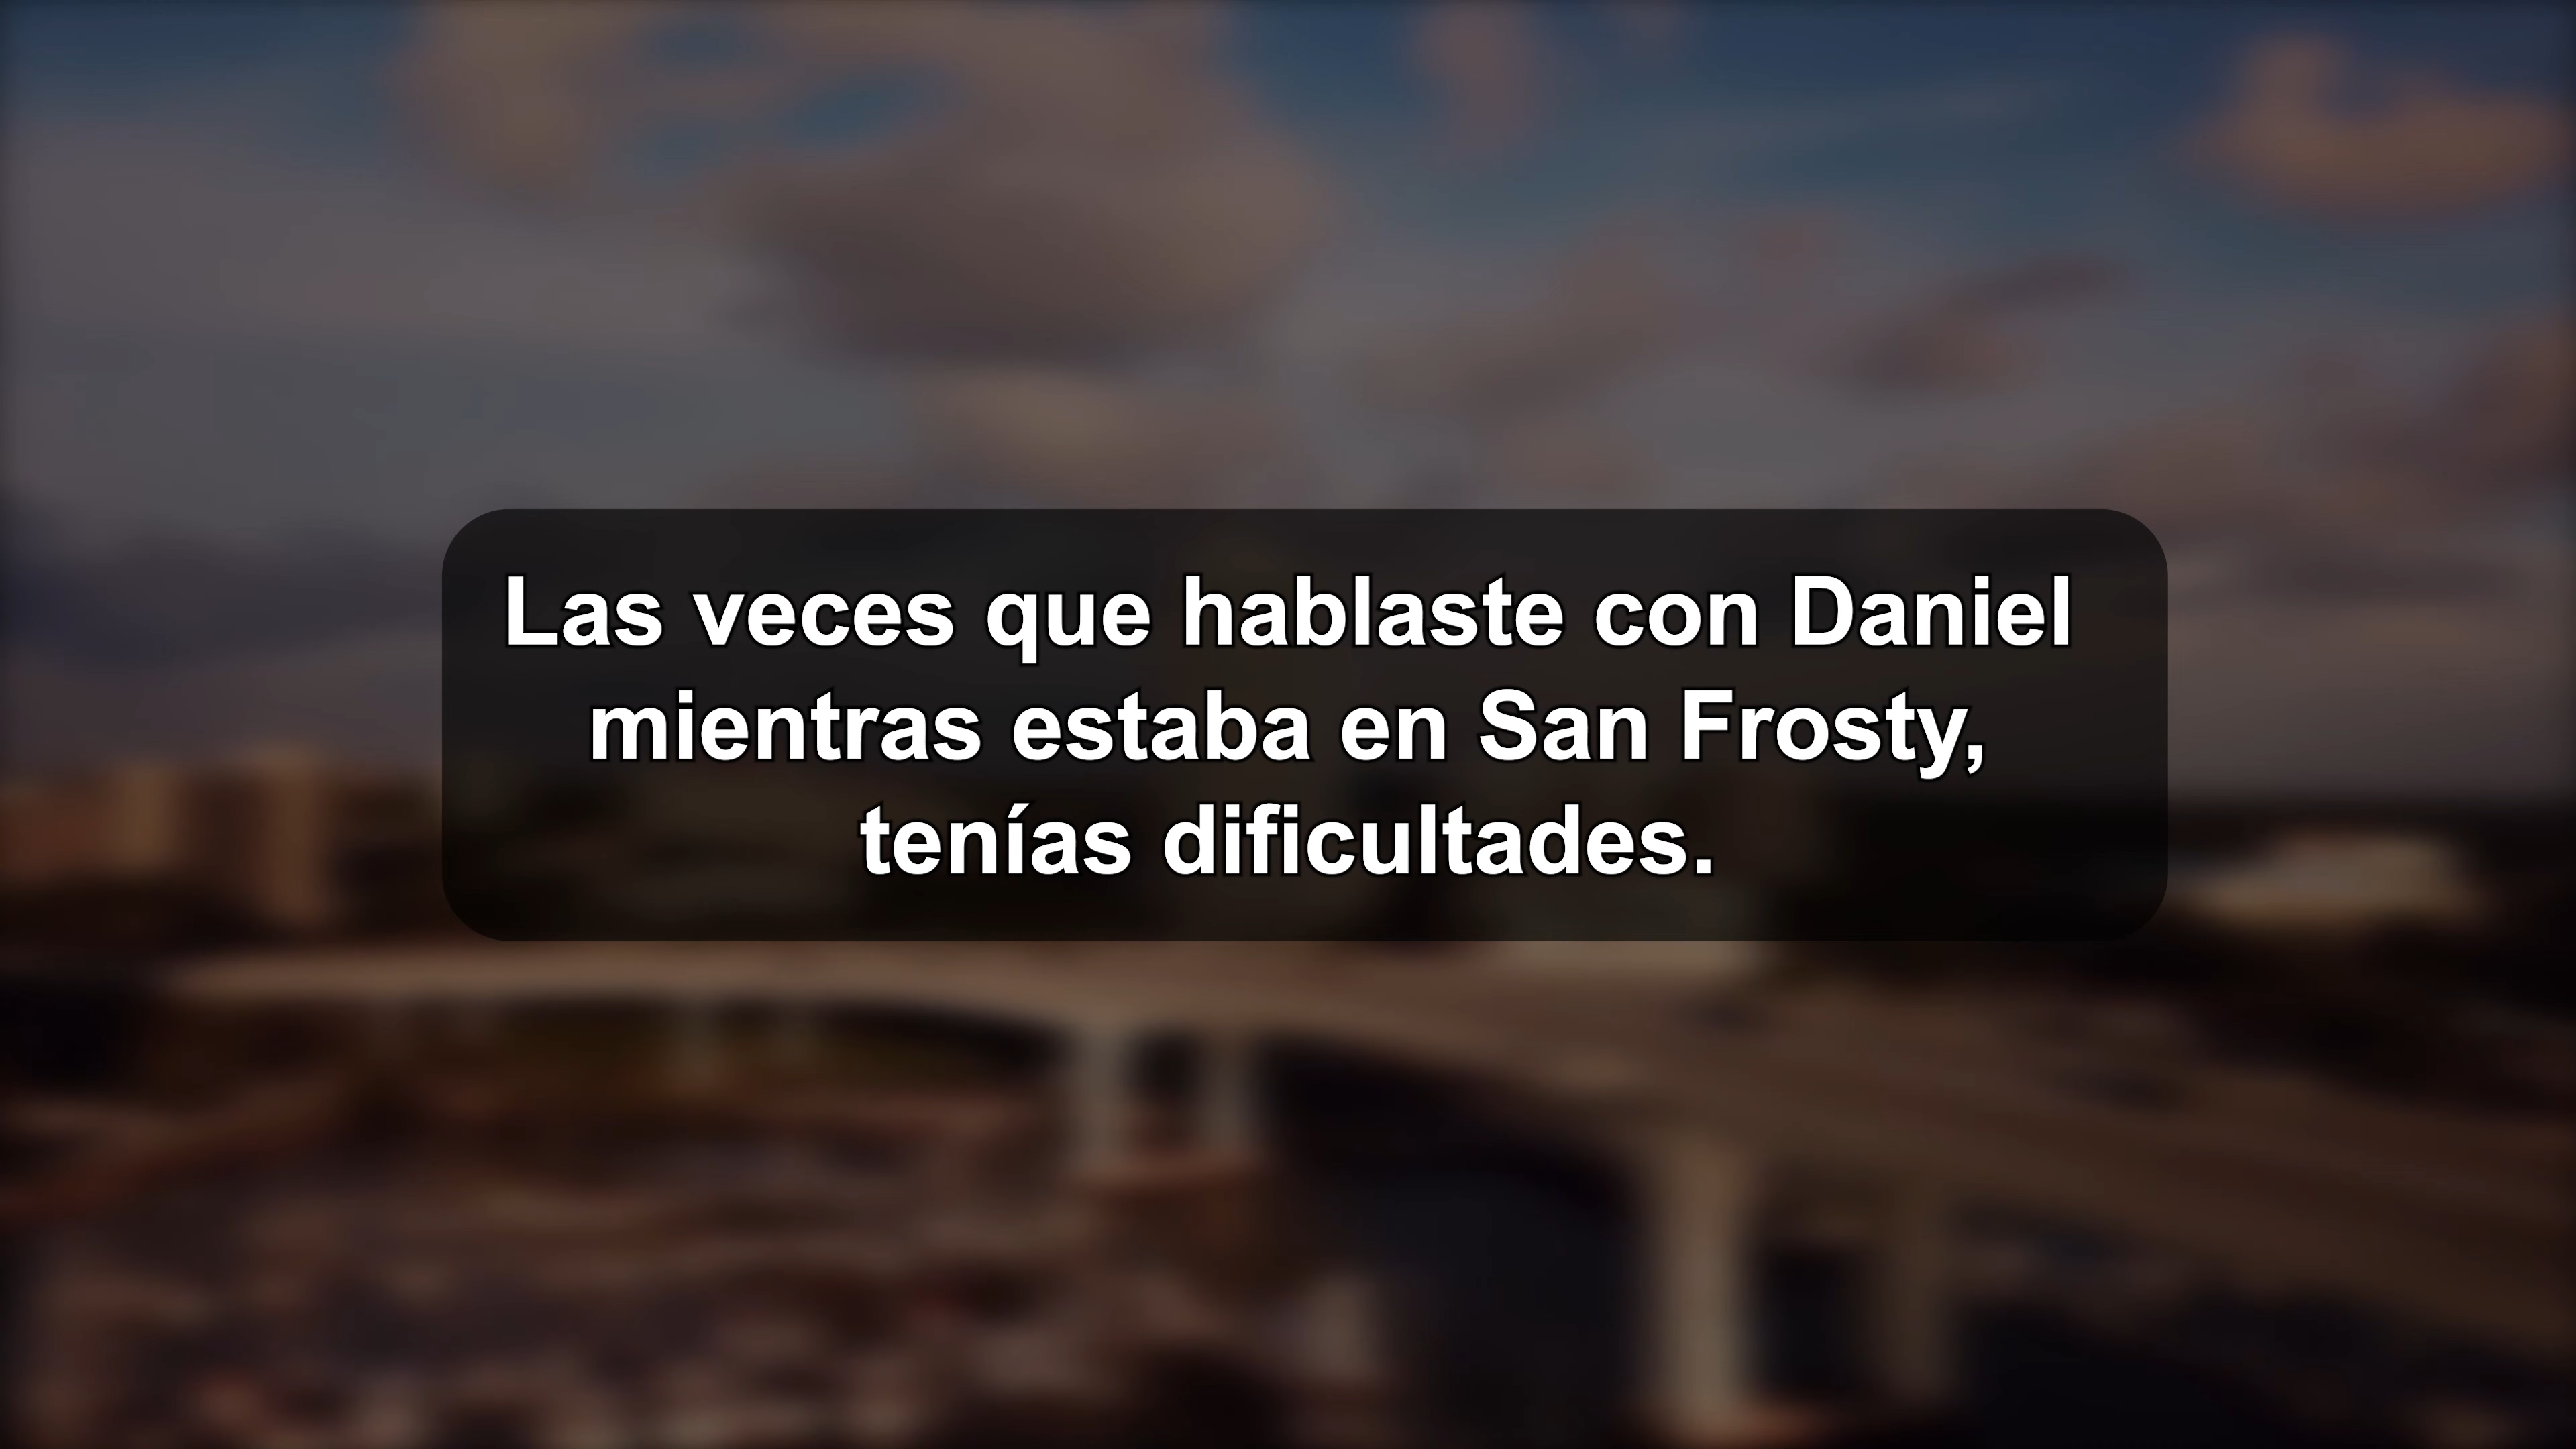 Las veces que hablaste con Daniel
mientras estaba en San Frosty,
tenías dificultades.